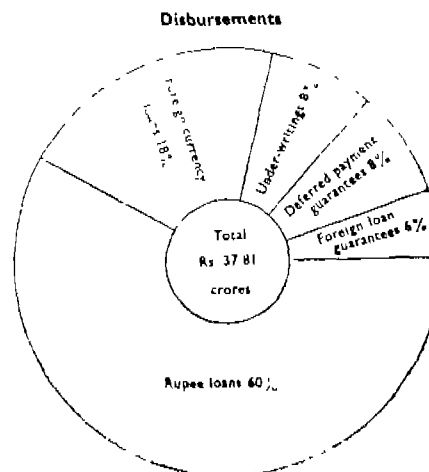 Disbursements
Foreign currency
loans 18%
Under-writings 8%
Deferred payment
guarantees 8%
Foreign loan
guarantees 6%
Total
Rs 37 81
crores
Rupee loans 60%